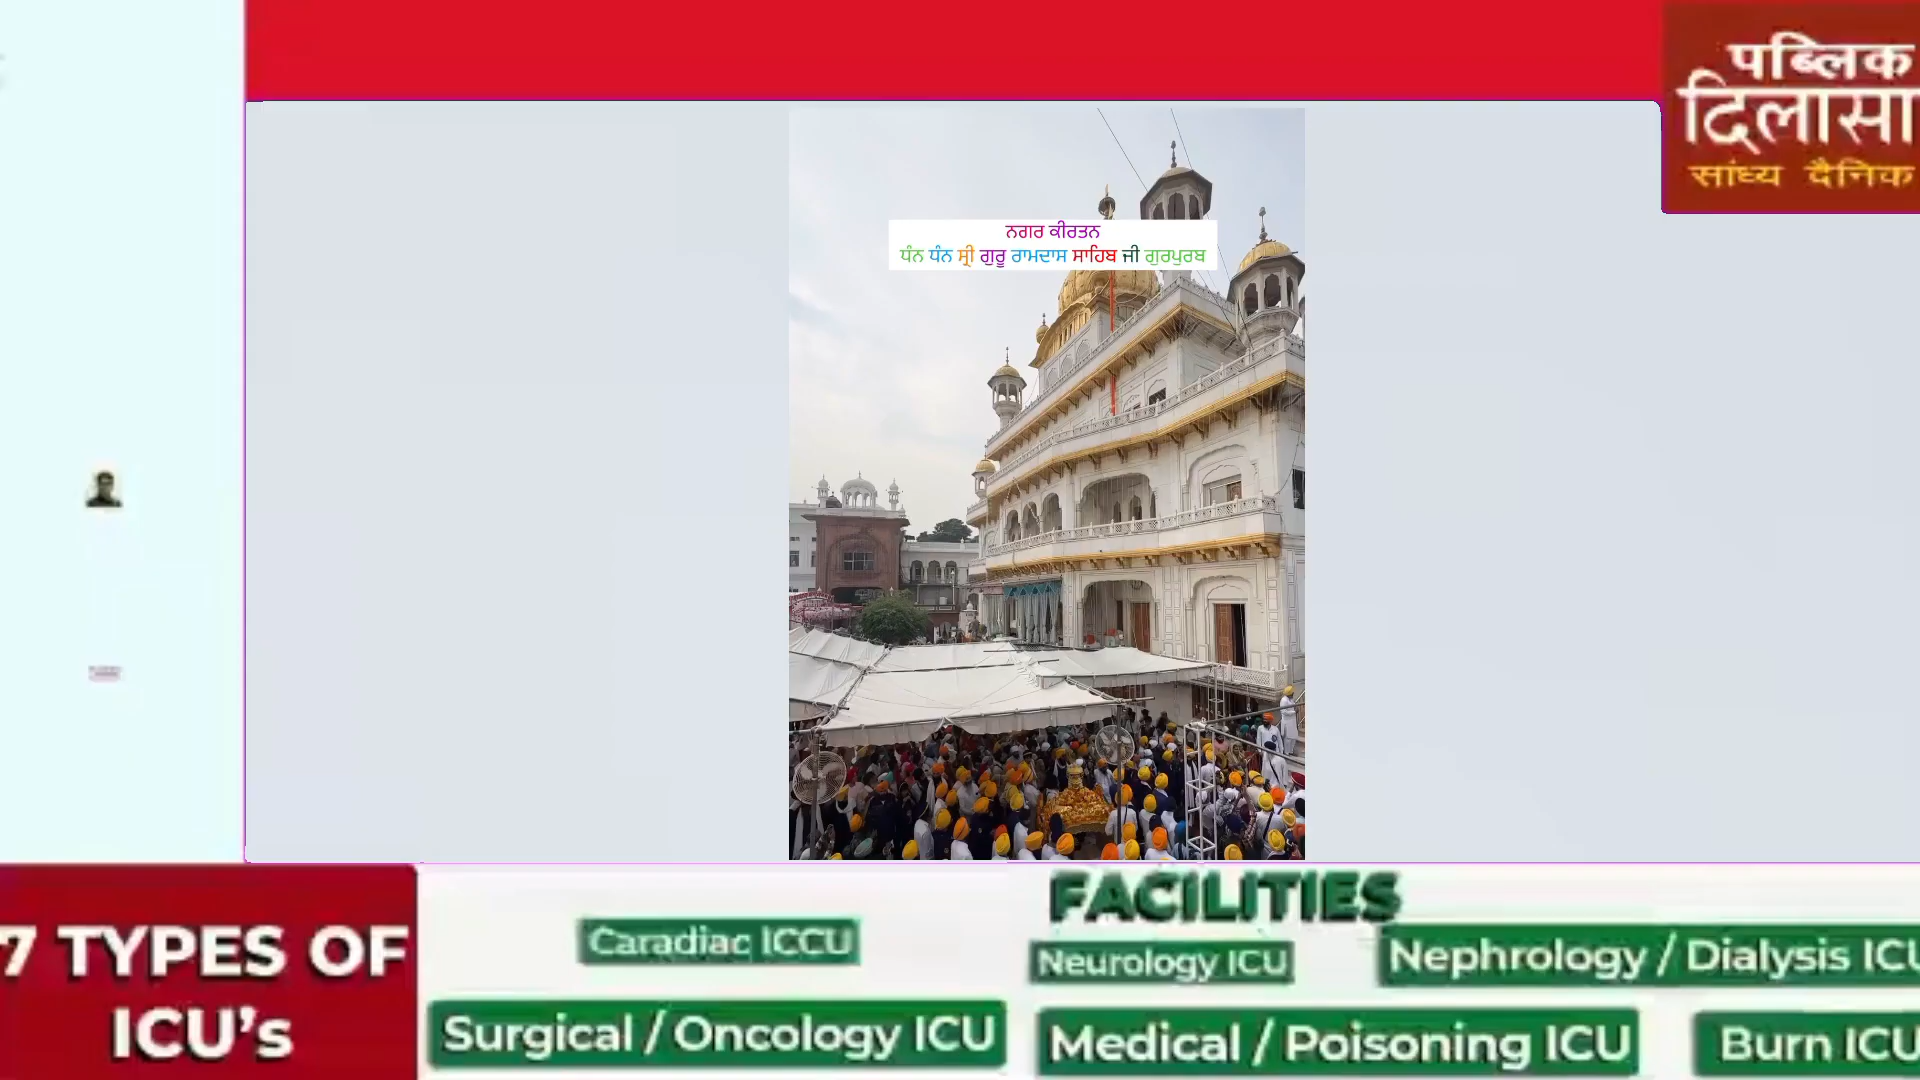 पब्लिक
दिलासा
सांध्य दैनिक
ਨਗਰ ਕੀਰਤਨ
ਧੰਨ ਧੰਨ ਸ੍ਰੀ ਗੁਰੂ ਰਾਮਦਾਸ ਸਾਹਿਬ ਜੀ ਗੁਰਪੁਰਬ
7 TYPES OF
ICU's
FACILITIES
Caradiac ICCU
Neurology ICU
Nephrology / Dialysis ICU
Surgical / Oncology ICU
Medical / Poisoning ICU
Burn ICU